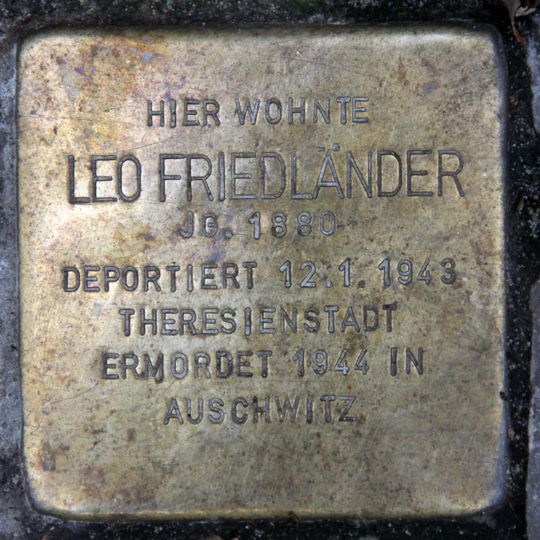 HIER WOHNTE
LEO FRIEDLÄNDER
JG. 1880
DEPORTIERT 12.1.1943
THERESIENSTADT
ERMORDET 1944 IN
AUSCHWITZ